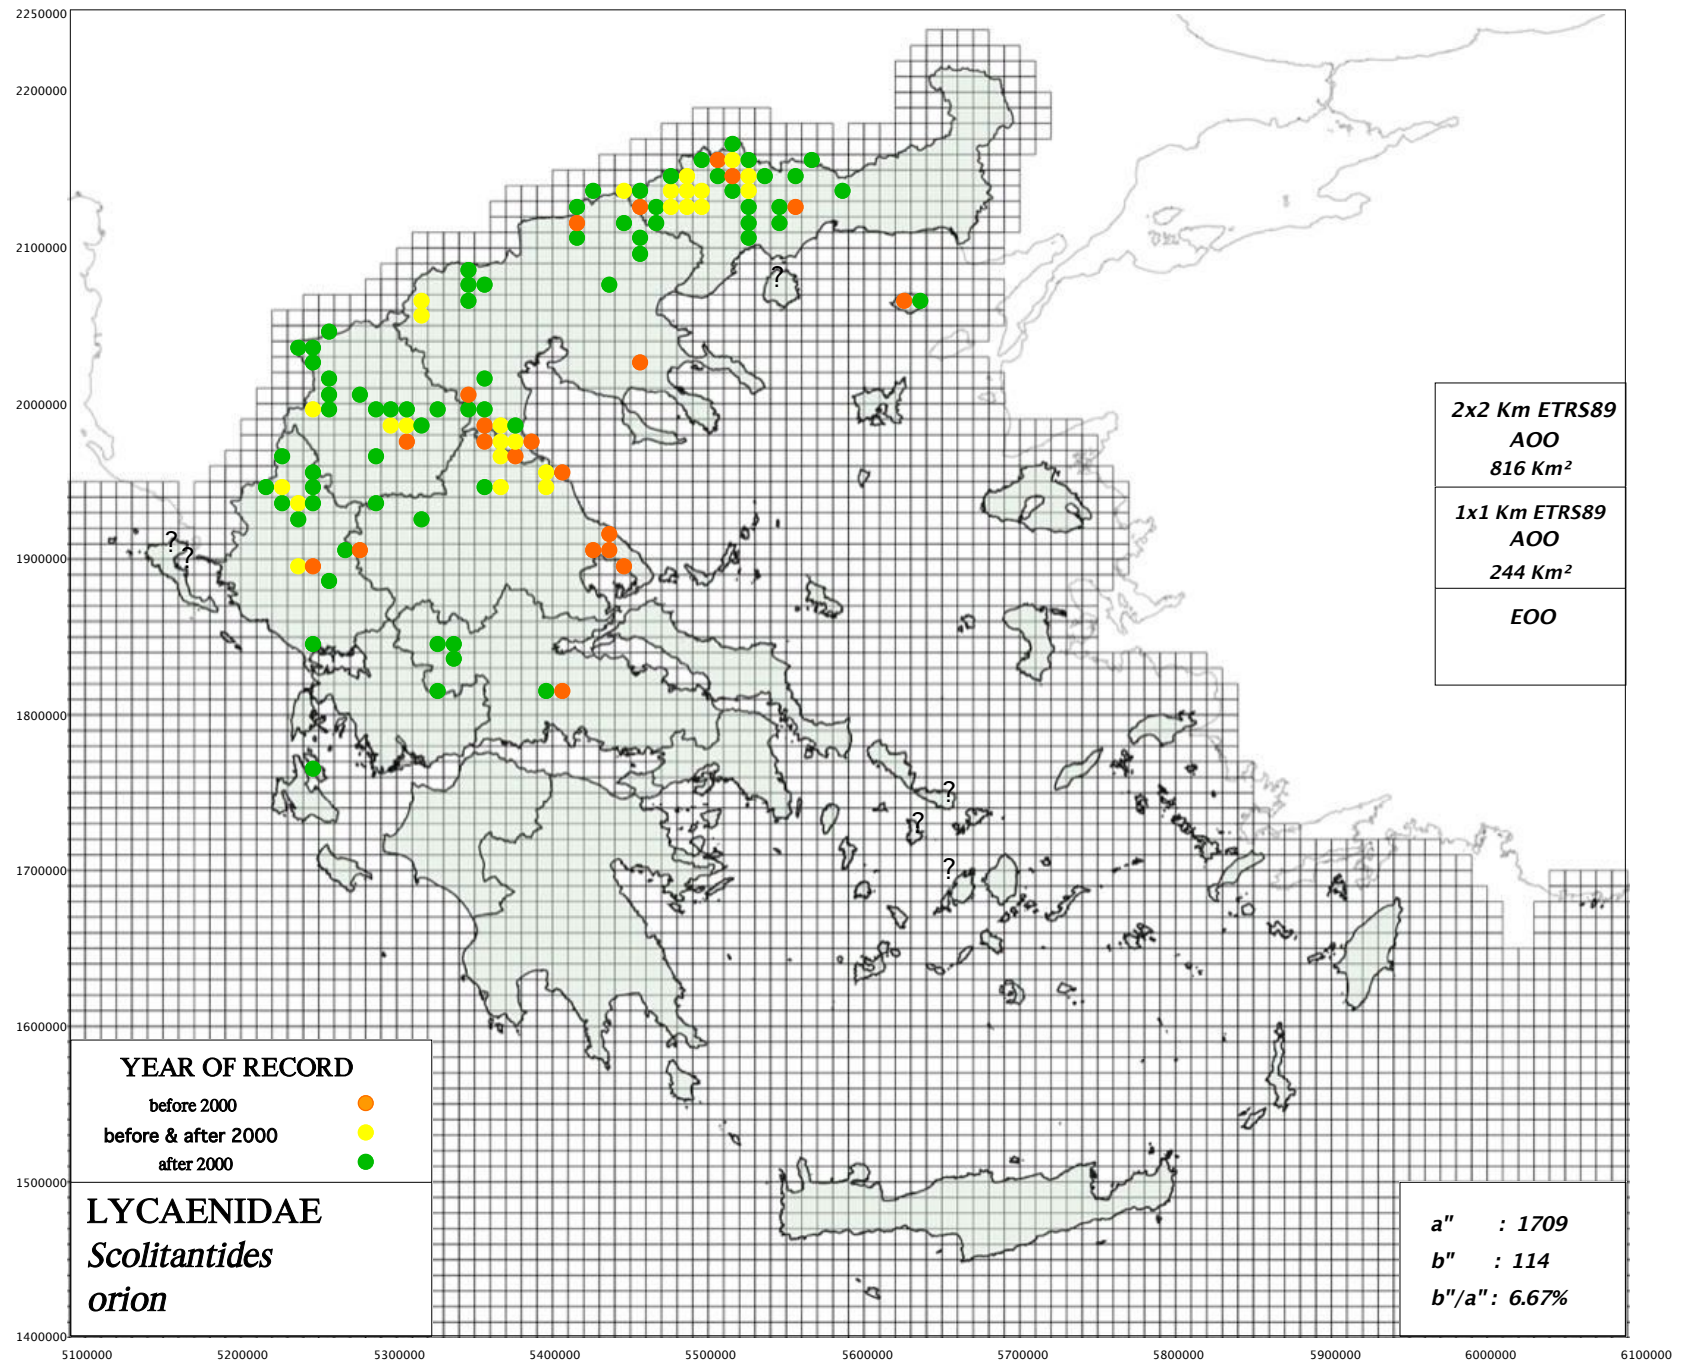 2250000
2200000
2100000
2000000
1900000
1800000
1700000
1600000
1500000
1400000
?
?
?
?
?
?
2x2 Km ETRS89
AOO
816 Km²
1x1 Km ETRS89
AOO
244 Km²
EOO
YEAR OF RECORD
before 2000
before & after 2000
after 2000
LYCAENIDAE
Scolitantides
orion
a" : 1709
b" : 114
b"/a" : 6.67%
5100000 5200000 5300000 5400000 5500000 5600000 5700000 5800000 5900000 6000000 6100000